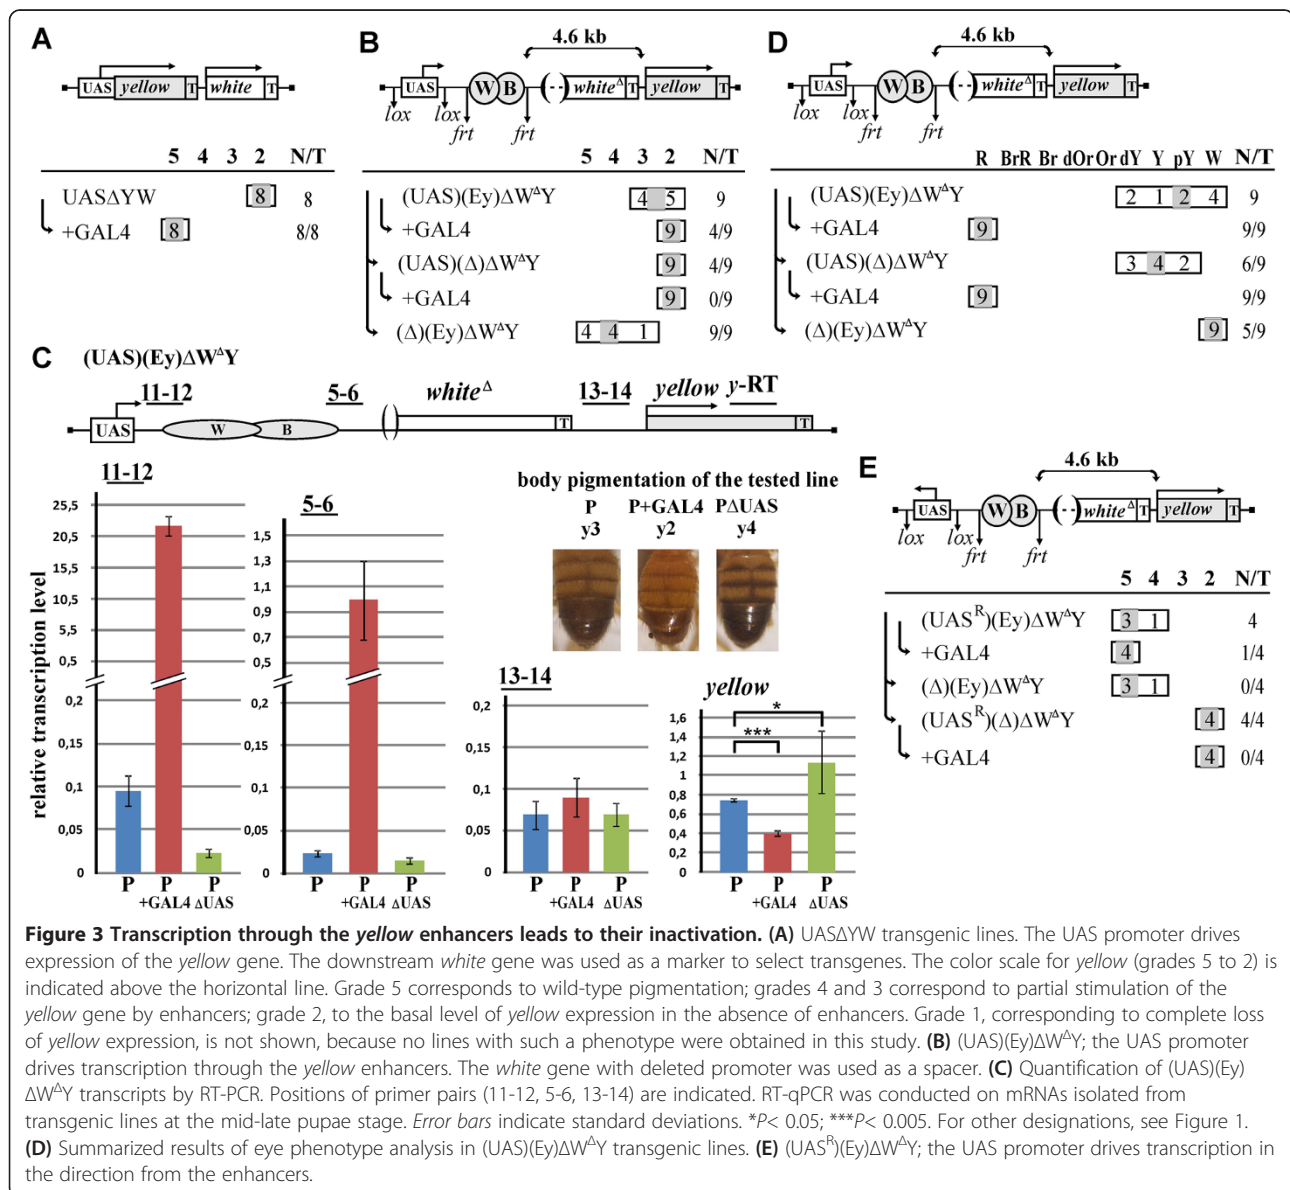 A
UAS yellow T white T
5 4 3 2 N/T
UASΔYW [8] 8
+GAL4 [8] 8/8
B
4.6 kb
UAS W B (--) white^Δ T yellow T
lox lox frt frt
5 4 3 2 N/T
(UAS)(Ey)ΔW^ΔY 4 5 9
+GAL4 [9] 4/9
(UAS)(Δ)ΔW^ΔY [9] 4/9
+GAL4 [9] 0/9
(Δ)(Ey)ΔW^ΔY 4 4 1 9/9
D
4.6 kb
UAS W B (--) white^Δ T yellow T
lox lox frt frt
R BrR Br dOr Or dY Y pY W N/T
(UAS)(Ey)ΔW^ΔY 2 1 2 4 9
+GAL4 [9] 9/9
(UAS)(Δ)ΔW^ΔY 3 4 2 6/9
+GAL4 [9] 9/9
(Δ)(Ey)ΔW^ΔY [9] 5/9
C
(UAS)(Ey)ΔW^ΔY
11-12 5-6 white^Δ 13-14 yellow y-RT
UAS W B ( ) T T
relative transcription level
11-12
25,5
20,5
15,5
10,5
5,5
0,5
0,2
0,15
0,1
0,05
0
P P P
+GAL4 ΔUAS
5-6
1,5
1,3
1,1
0,9
0,7
0,5
0,2
0,15
0,1
0,05
0
P P P
+GAL4 ΔUAS
body pigmentation of the tested line
P P+GAL4 PΔUAS
y3 y2 y4
13-14
0,2
0,15
0,1
0,05
0
P P P
+GAL4 ΔUAS
yellow
*
***
1,6
1,4
1,2
1
0,8
0,6
0,4
0,2
0
P P P
+GAL4 ΔUAS
E
4.6 kb
UAS W B (--) white^Δ T yellow T
lox lox frt frt
5 4 3 2 N/T
(UAS^R)(Ey)ΔW^ΔY 3 1 4
+GAL4 [4] 1/4
(Δ)(Ey)ΔW^ΔY 3 1 0/4
(UAS^R)(Δ)ΔW^ΔY [4] 4/4
+GAL4 [4] 0/4
Figure 3 Transcription through the yellow enhancers leads to their inactivation. (A) UASΔYW transgenic lines. The UAS promoter drives
expression of the yellow gene. The downstream white gene was used as a marker to select transgenes. The color scale for yellow (grades 5 to 2) is
indicated above the horizontal line. Grade 5 corresponds to wild-type pigmentation; grades 4 and 3 correspond to partial stimulation of the
yellow gene by enhancers; grade 2, to the basal level of yellow expression in the absence of enhancers. Grade 1, corresponding to complete loss
of yellow expression, is not shown, because no lines with such a phenotype were obtained in this study. (B) (UAS)(Ey)ΔW^ΔY; the UAS promoter
drives transcription through the yellow enhancers. The white gene with deleted promoter was used as a spacer. (C) Quantification of (UAS)(Ey)
ΔW^ΔY transcripts by RT-PCR. Positions of primer pairs (11-12, 5-6, 13-14) are indicated. RT-qPCR was conducted on mRNAs isolated from
transgenic lines at the mid-late pupae stage. Error bars indicate standard deviations. *P< 0.05; ***P< 0.005. For other designations, see Figure 1.
(D) Summarized results of eye phenotype analysis in (UAS)(Ey)ΔW^ΔY transgenic lines. (E) (UAS^R)(Ey)ΔW^ΔY; the UAS promoter drives transcription in
the direction from the enhancers.